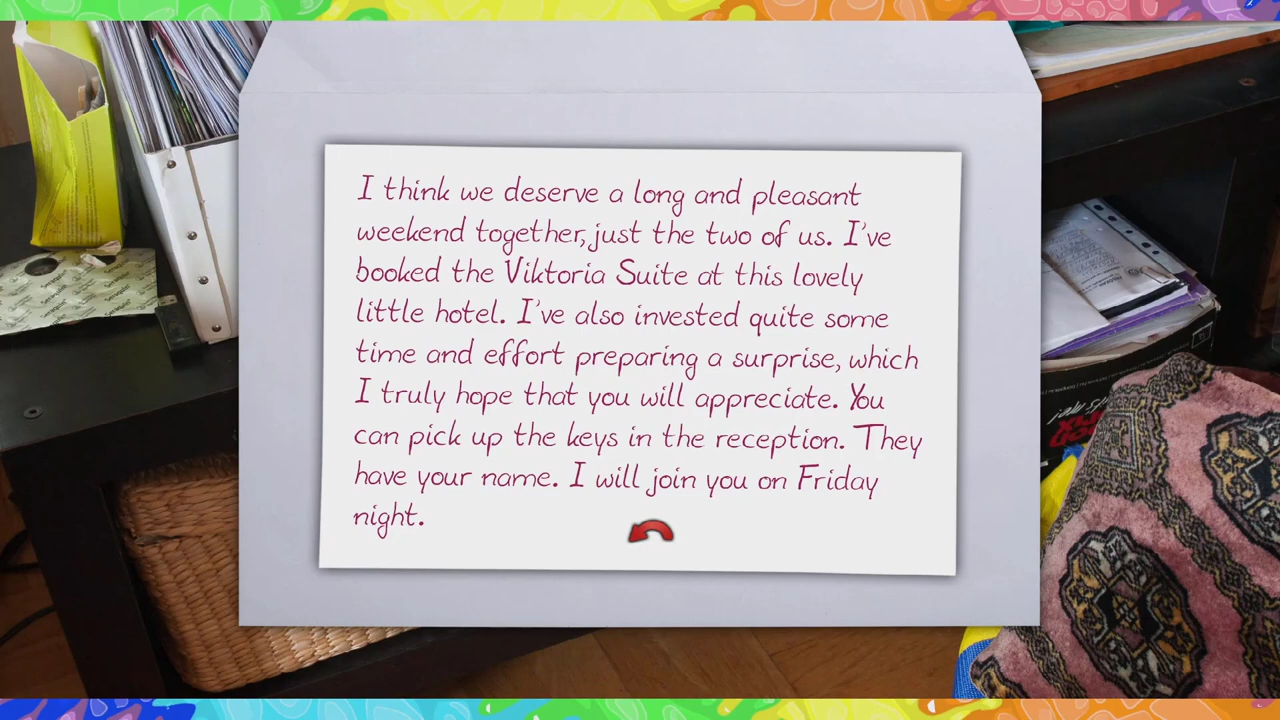 I think we deserve a long and pleasant
weekend together, just the two of us. I've
booked the Viktoria Suite at this lovely
little hotel. I've also invested quite some
time and effort preparing a surprise, which
I truly hope that you will appreciate. You
can pick up the keys in the reception. They
have your name. I will join you on Friday
night.